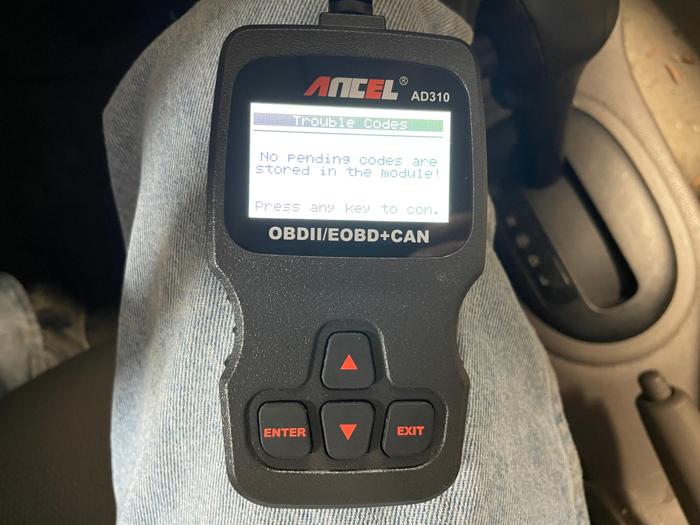 ANCEL®
AD310
Trouble Codes
No pending codes are
stored in the module!
Press any key to con.
OBDII/EOBD+CAN
ENTER
EXIT